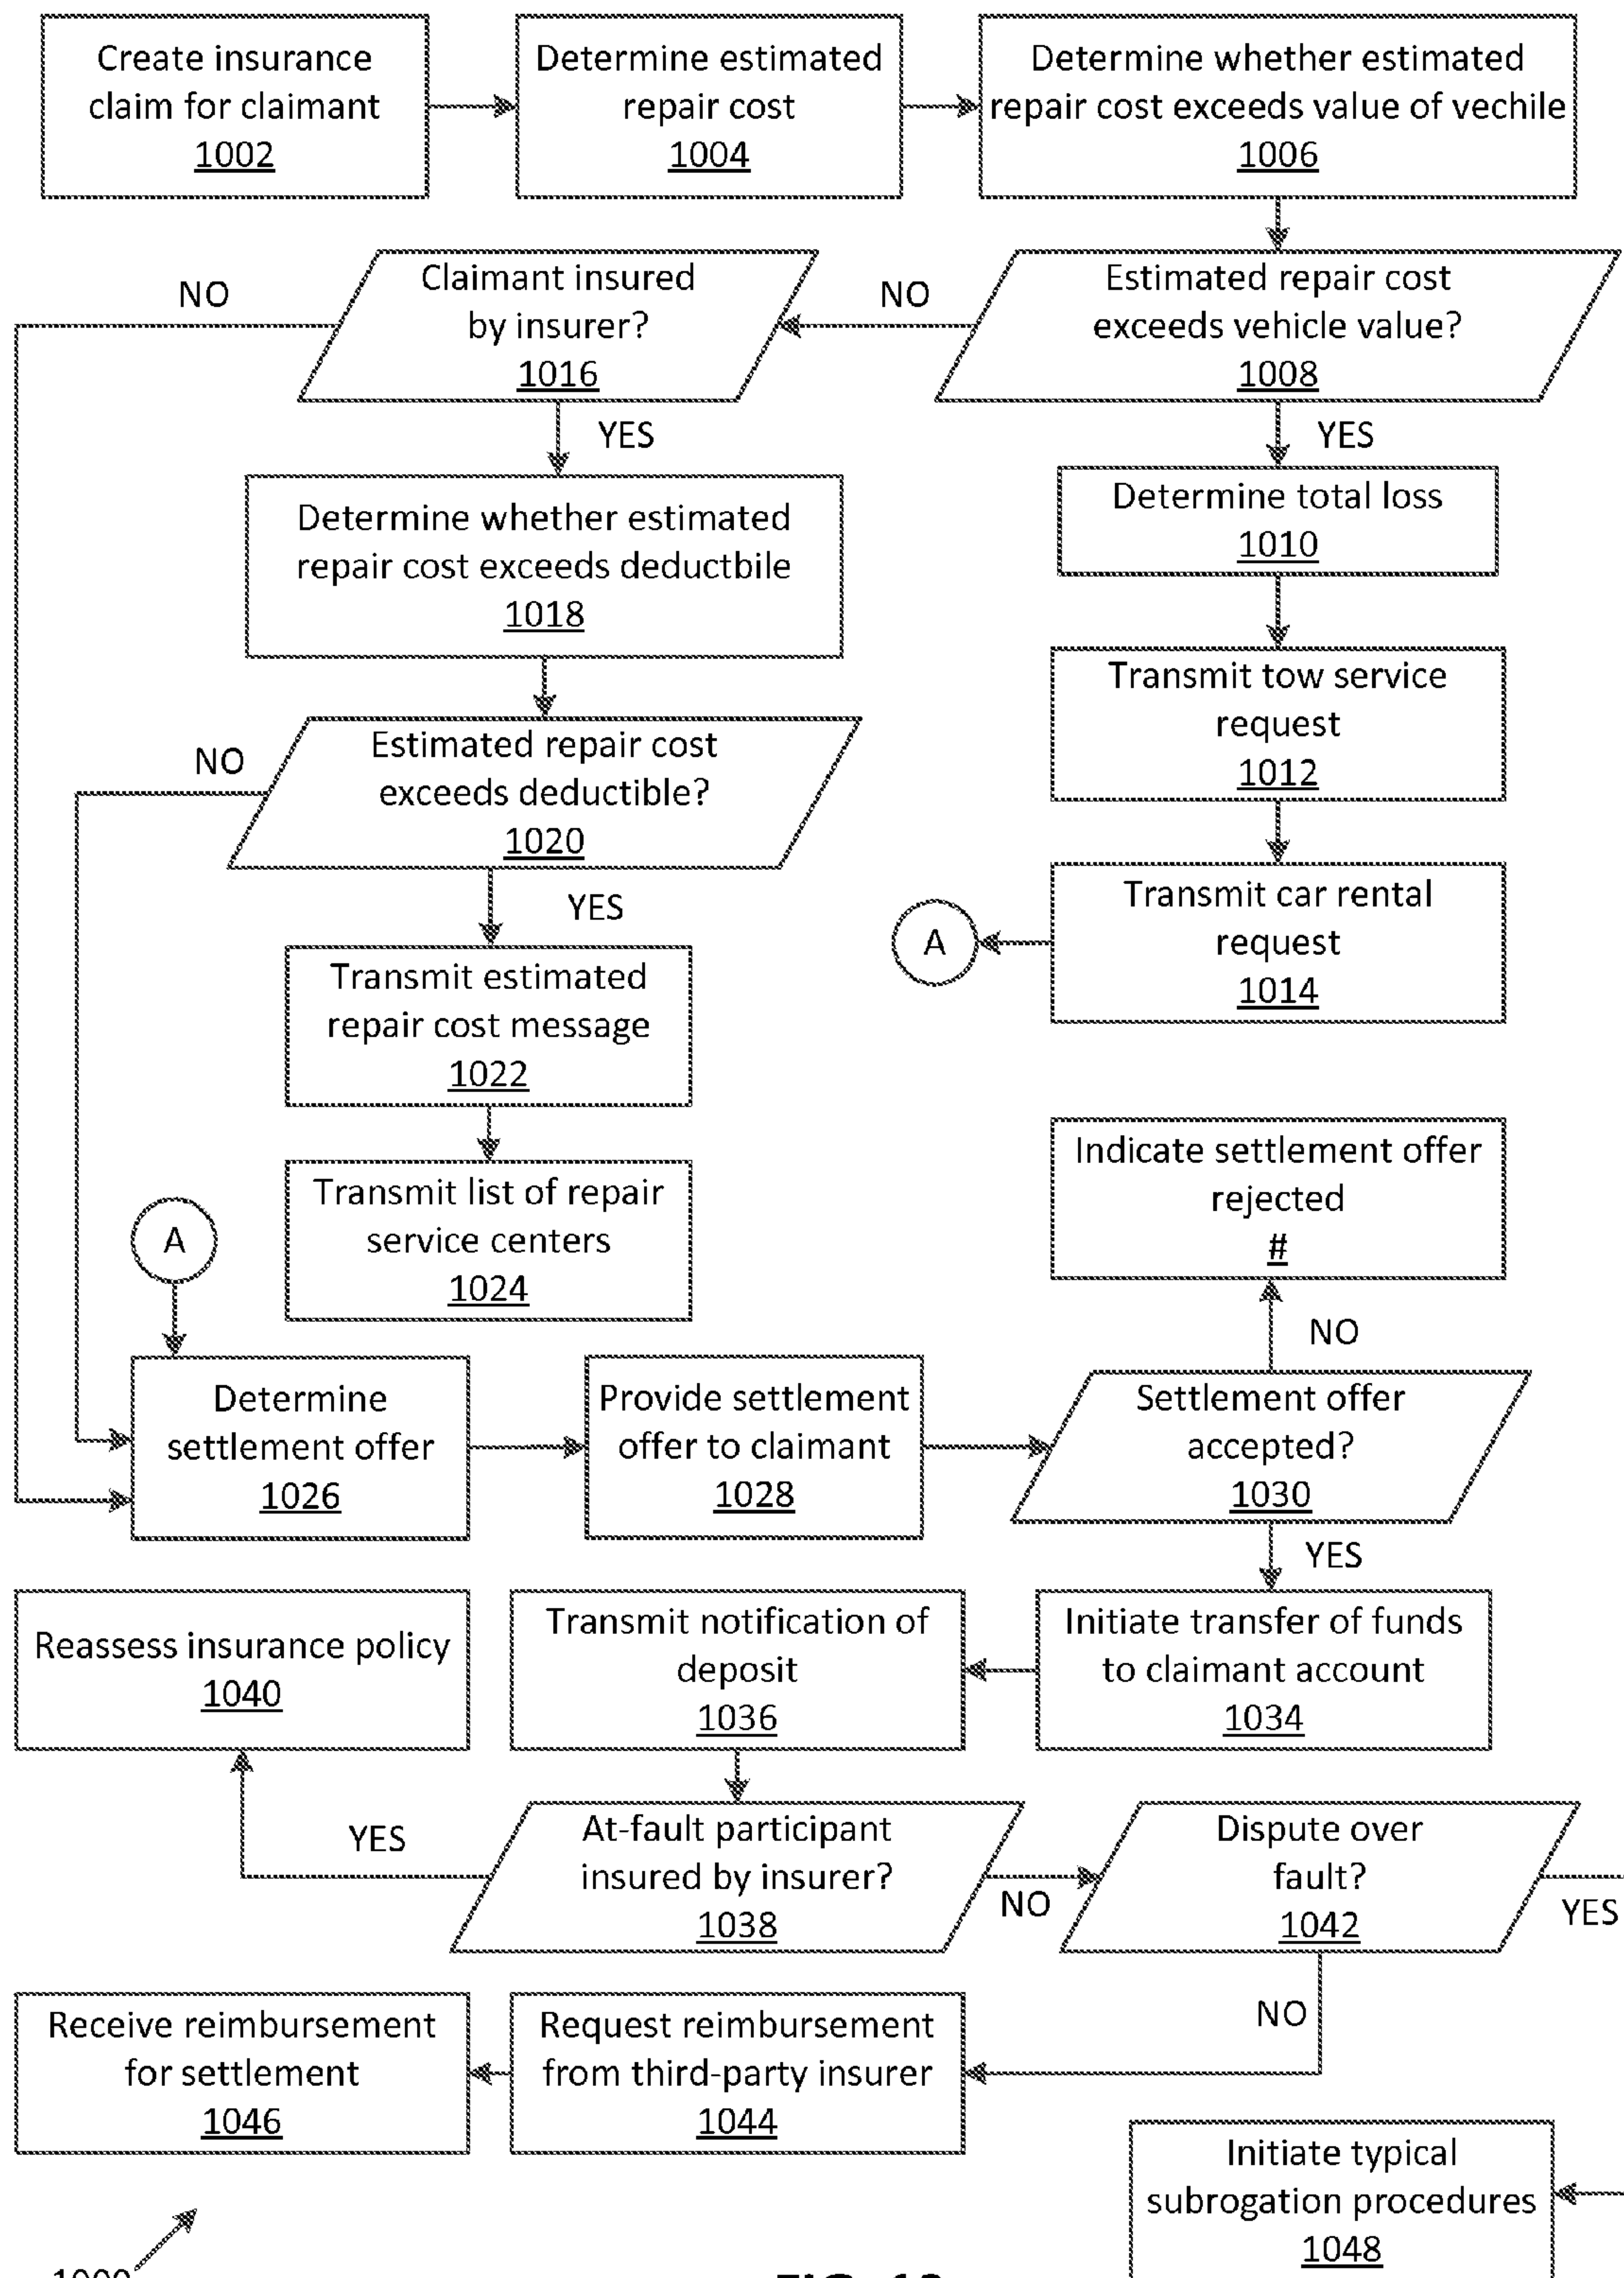 Create insurance
claim for claimant
1002
Determine estimated
repair cost
1004
Determine whether estimated
repair cost exceeds value of vechile
1006
Estimated repair cost
exceeds vehicle value?
1008
NO
YES
Claimant insured
by insurer?
1016
NO
YES
Determine total loss
1010
Determine whether estimated
repair cost exceeds deductbile
1018
Transmit tow service
request
1012
Estimated repair cost
exceeds deductible?
1020
NO
YES
Transmit car rental
request
1014
A
Transmit estimated
repair cost message
1022
Transmit list of repair
service centers
1024
Indicate settlement offer
rejected
#
NO
A
Determine
settlement offer
1026
Provide settlement
offer to claimant
1028
Settlement offer
accepted?
1030
YES
Initiate transfer of funds
to claimant account
1034
Transmit notification of
deposit
1036
Reassess insurance policy
1040
YES
At-fault participant
insured by insurer?
1038
NO
Dispute over
fault?
1042
YES
NO
Request reimbursement
from third-party insurer
1044
Receive reimbursement
for settlement
1046
Initiate typical
subrogation procedures
1048
1000
FIG. 10